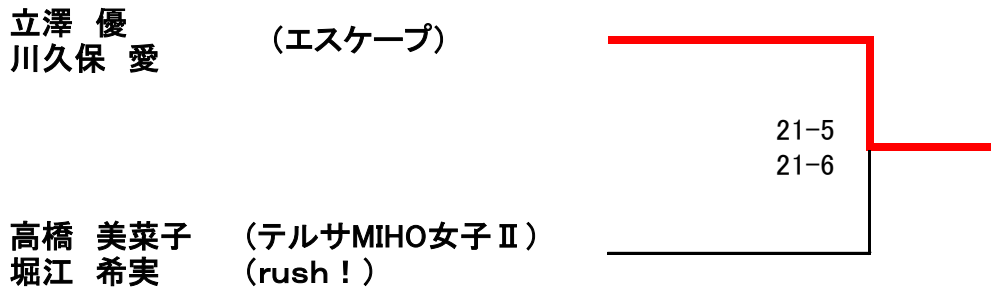 立澤　優
川久保　愛
（エスケープ）
21-5
21-6
高橋　美菜子　（テルサMIHO女子Ⅱ）
堀江　希実　（rush！）